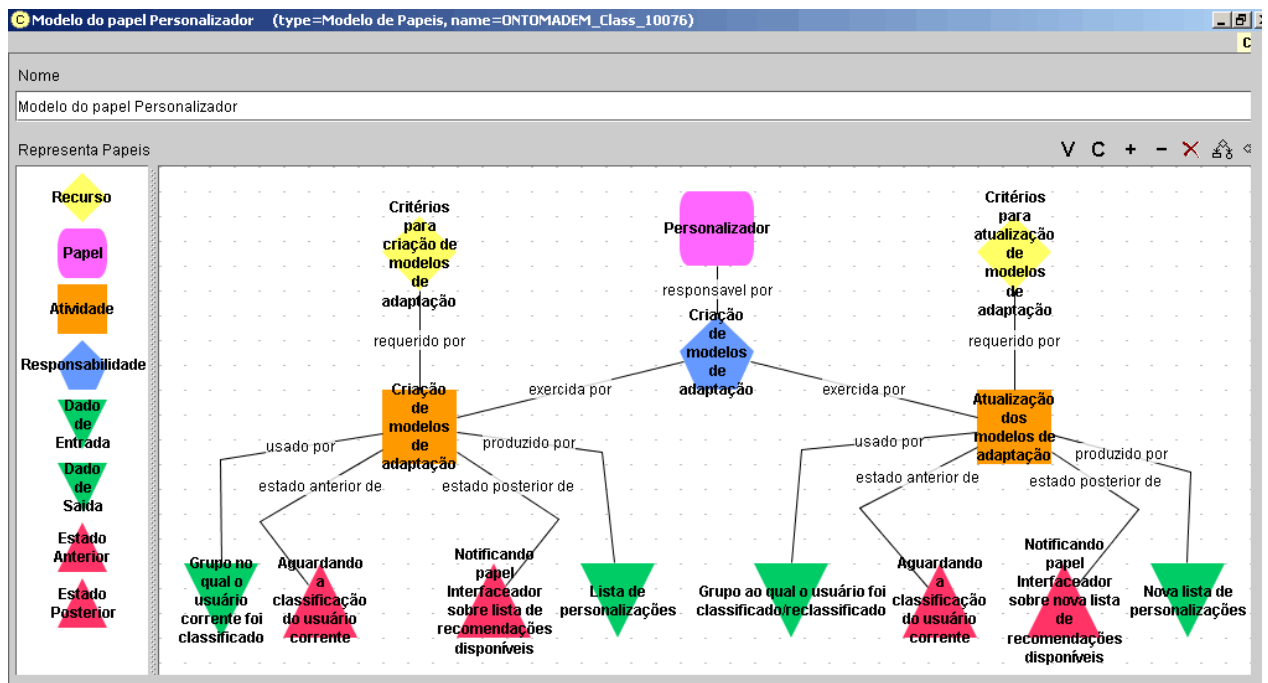 C Modelo do papel Personalizador (type=Modelo de Papeis, name=ONTOMADEM_Class_10076)
C
Nome
Modelo do papel Personalizador
Representa Papeis
V C + -
Recurso
Papel
Atividade
Responsabilidade
Dado
de
Entrada
Dado
de
Saida
Estado
Anterior
Estado
Posterior
Critérios
para
criação de
modelos
de
adaptação
Personalizador
Critérios
para
atualização
de
modelos
de
adaptação
responsavel por
requerido por
Criação
de
modelos
de
adaptação
requerido por
Criação
de
modelos
de
adaptação
exercida por
exercida por
Atualização
dos
modelos de
adaptação
usado por
produzido por
estado anterior de
estado posterior de
usado por
produzido por
estado anterior de
estado posterior de
Grupo no
qual o
usuário
corrente foi
classificado
Aguardando
a
classificação
do usuário
corrente
Notificando
papel
Interfaceador
sobre lista de
recomendações
disponíveis
Lista de
personalizações
Grupo ao qual o usuário foi
classificado/reclassificado
Aguardando
a
classificação
do usuário
corrente
Notificando
papel
Interfaceador
sobre nova lista
de
recomendações
disponíveis
Nova lista de
personalizações